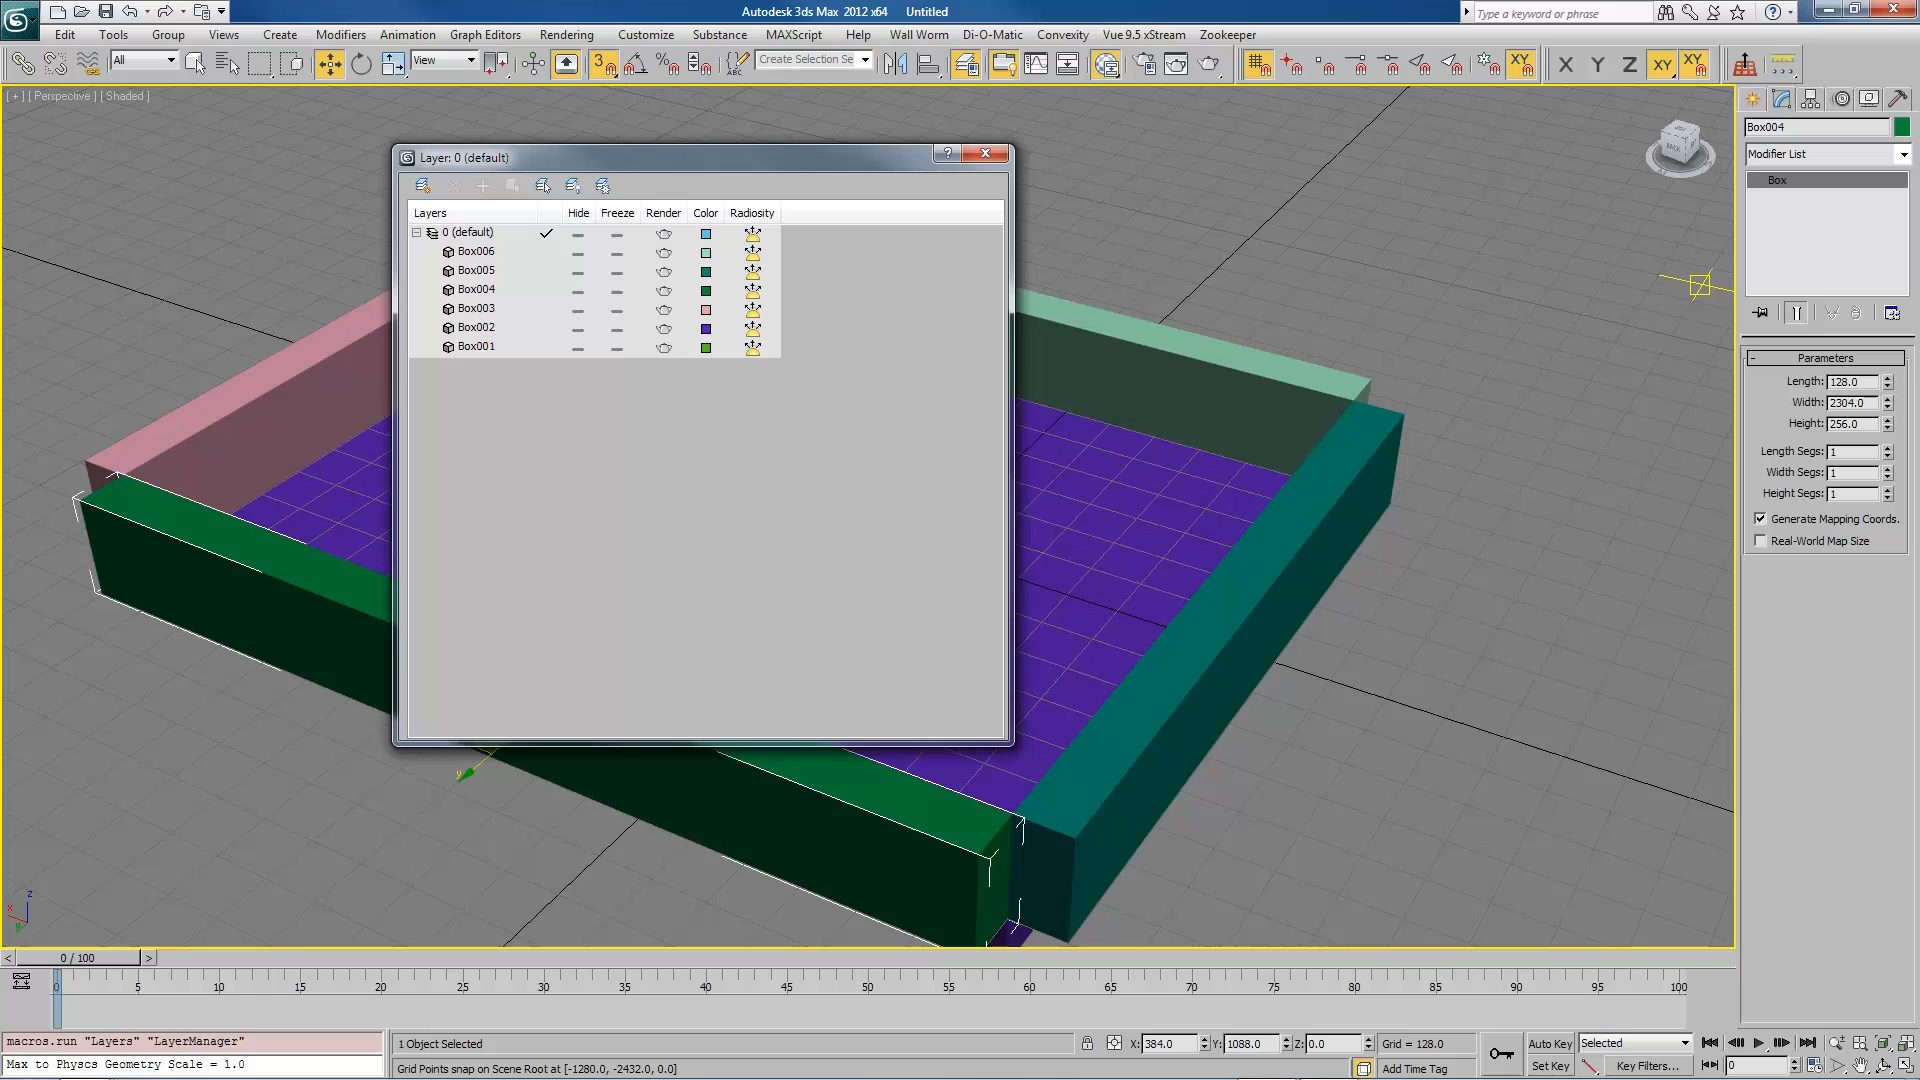 Autodesk 3ds Max 2012 x64 Untitled
Type a keyword or phrase
Edit Tools Group Views Create Modifiers Animation Graph Editors Rendering Customize Substance MAXScript Help Wall Worm Di-O-Matic Convexity Vue 9.5 xStream Zookeeper
All View 3 % ABC Create Selection Se XY X Y Z XY XY
[ + ] [ Perspective ] [ Shaded ]
BACK
Layer: 0 (default)
Layers Hide Freeze Render Color Radiosity
0 (default)
Box006
Box005
Box004
Box003
Box002
Box001
y
z
x
y
Box004
Modifier List
Box
Parameters
Length: 128.0
Width: 2304.0
Height: 256.0
Length Segs: 1
Width Segs: 1
Height Segs: 1
Generate Mapping Coords.
Real-World Map Size
< 0 / 100 >
0 5 10 15 20 25 30 35 40 45 50 55 60 65 70 75 80 85 90 95 100
macros.run "Layers" "LayerManager"
Max to Physcs Geometry Scale = 1.0
1 Object Selected
X: 384.0 Y: 1088.0 Z: 0.0 Grid = 128.0
Auto Key Selected
Grid Points snap on Scene Root at [-1280.0, -2432.0, 0.0]
Add Time Tag
Set Key Key Filters... 0